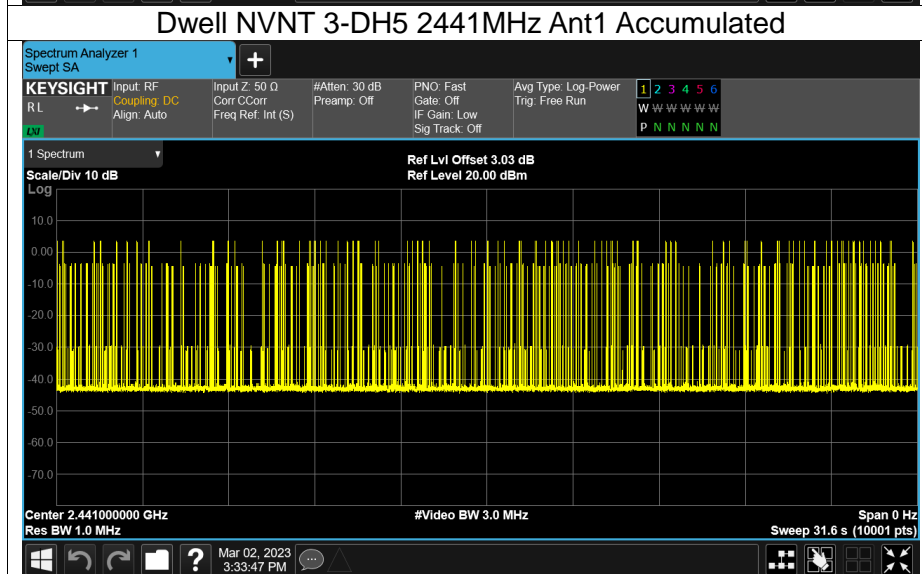 Dwell NVNT 3-DH5 2441MHz Ant1 Accumulated
Spectrum Analyzer 1
Swept SA
+
KEYSIGHT Input: RF Input Z: 50 Ω #Atten: 30 dB PNO: Fast Avg Type: Log-Power 1 2 3 4 5 6
R L Coupling: DC Corr CCorr Preamp: Off Gate: Off Trig: Free Run W W W W W W
Align: Auto Freq Ref: Int (S) IF Gain: Low
LXI Sig Track: Off P N N N N N
1 Spectrum Ref Lvl Offset 3.03 dB
Scale/Div 10 dB Ref Level 20.00 dBm
Log
10.0
0.00
-10.0
-20.0
-30.0
-40.0
-50.0
-60.0
-70.0
Center 2.441000000 GHz #Video BW 3.0 MHz Span 0 Hz
Res BW 1.0 MHz Sweep 31.6 s (10001 pts)
? Mar 02, 2023
3:33:47 PM